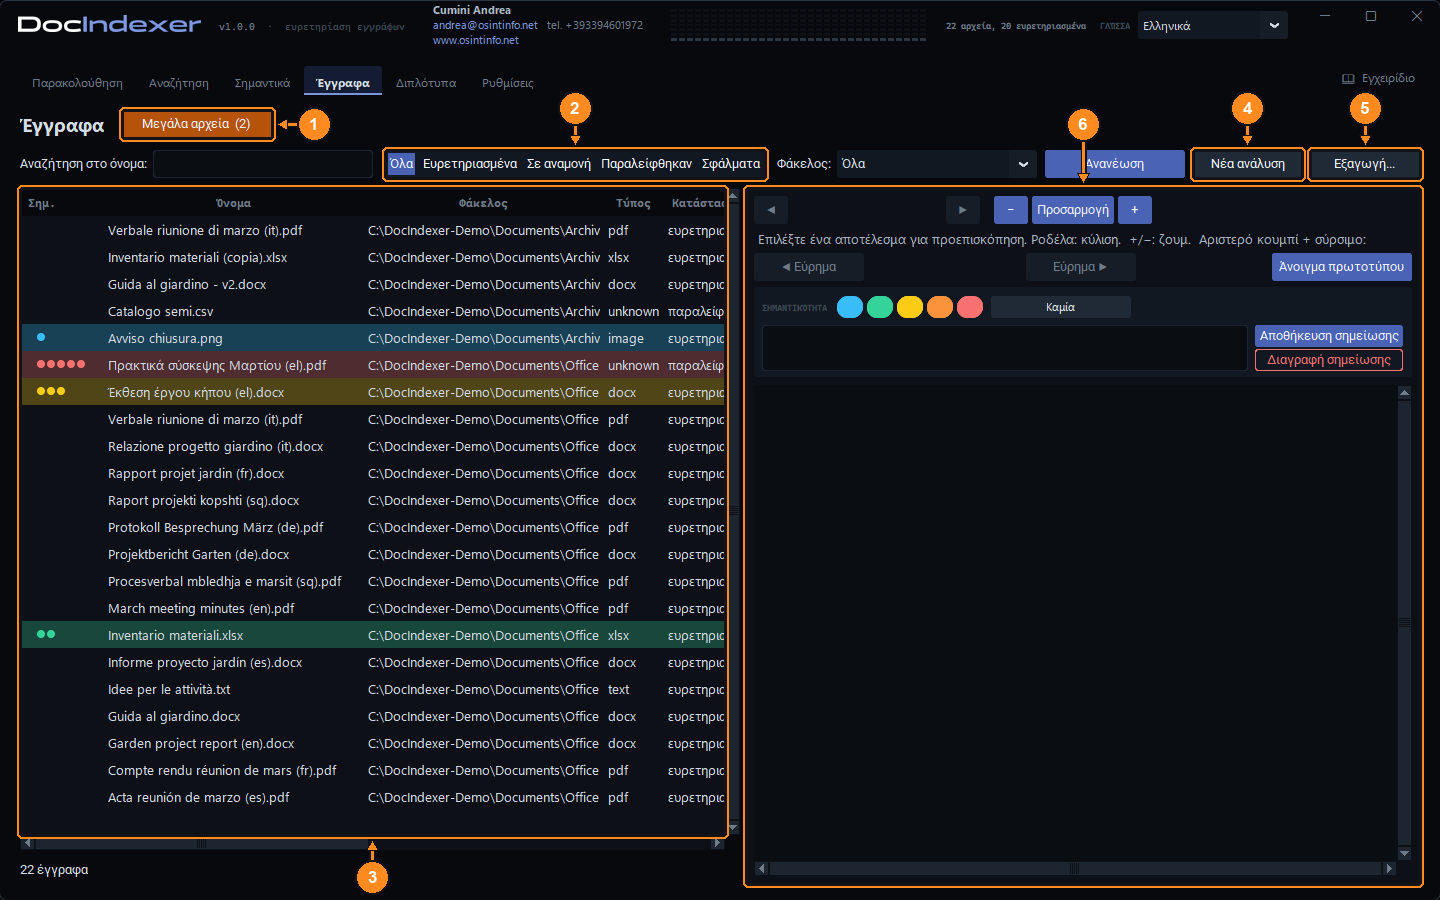 DocIndexer v1.0.0 · ευρετηρίαση εγγράφων
Cumini Andrea
andrea@osintinfo.net tel. +393394601972
www.osintinfo.net
22 αρχεία, 20 ευρετηριασμένα ΓΛΏΣΣΑ Ελληνικά
Παρακολούθηση Αναζήτηση Σημαντικά Έγγραφα Διπλότυπα Ρυθμίσεις Εγχειρίδιο
Έγγραφα Μεγάλα αρχεία (2) 1 2 6 4 5
Αναζήτηση στο όνομα: Όλα Ευρετηριασμένα Σε αναμονή Παραλείφθηκαν Σφάλματα Φάκελος: Όλα Ανανέωση Νέα ανάλυση Εξαγωγή...
Σημ. Όνομα Φάκελος Τύπος Κατάστας
Verbale riunione di marzo (it).pdf C:\DocIndexer-Demo\Documents\Archiv pdf ευρετηρια
Inventario materiali (copia).xlsx C:\DocIndexer-Demo\Documents\Archiv xlsx ευρετηρια
Guida al giardino - v2.docx C:\DocIndexer-Demo\Documents\Archiv docx ευρετηρια
Catalogo semi.csv C:\DocIndexer-Demo\Documents\Archiv unknown παραλείφ
Avviso chiusura.png C:\DocIndexer-Demo\Documents\Archiv image ευρετηρια
Πρακτικά σύσκεψης Μαρτίου (el).pdf C:\DocIndexer-Demo\Documents\Office unknown παραλείφ
Έκθεση έργου κήπου (el).docx C:\DocIndexer-Demo\Documents\Office docx ευρετηρια
Verbale riunione di marzo (it).pdf C:\DocIndexer-Demo\Documents\Office pdf ευρετηρια
Relazione progetto giardino (it).docx C:\DocIndexer-Demo\Documents\Office docx ευρετηρια
Rapport projet jardin (fr).docx C:\DocIndexer-Demo\Documents\Office docx ευρετηρια
Raport projekti kopshti (sq).docx C:\DocIndexer-Demo\Documents\Office docx ευρετηρια
Protokoll Besprechung März (de).pdf C:\DocIndexer-Demo\Documents\Office pdf ευρετηρια
Projektbericht Garten (de).docx C:\DocIndexer-Demo\Documents\Office docx ευρετηρια
Procesverbal mbledhja e marsit (sq).pdf C:\DocIndexer-Demo\Documents\Office pdf ευρετηρια
March meeting minutes (en).pdf C:\DocIndexer-Demo\Documents\Office pdf ευρετηρια
Inventario materiali.xlsx C:\DocIndexer-Demo\Documents\Office xlsx ευρετηρια
Informe proyecto jardín (es).docx C:\DocIndexer-Demo\Documents\Office docx ευρετηρια
Idee per le attività.txt C:\DocIndexer-Demo\Documents\Office text ευρετηρια
Guida al giardino.docx C:\DocIndexer-Demo\Documents\Office docx ευρετηρια
Garden project report (en).docx C:\DocIndexer-Demo\Documents\Office docx ευρετηρια
Compte rendu réunion de mars (fr).pdf C:\DocIndexer-Demo\Documents\Office pdf ευρετηρια
Acta reunión de marzo (es).pdf C:\DocIndexer-Demo\Documents\Office pdf ευρετηρια
22 έγγραφα
3
◄ ► − Προσαρμογή +
Επιλέξτε ένα αποτέλεσμα για προεπισκόπηση. Ροδέλα: κύλιση. +/−: ζουμ. Αριστερό κουμπί + σύρσιμο:
◄ Εύρημα Εύρημα ► Άνοιγμα πρωτοτύπου
ΣΗΜΑΝΤΙΚΌΤΗΤΑ Καμία
Αποθήκευση σημείωσης
Διαγραφή σημείωσης